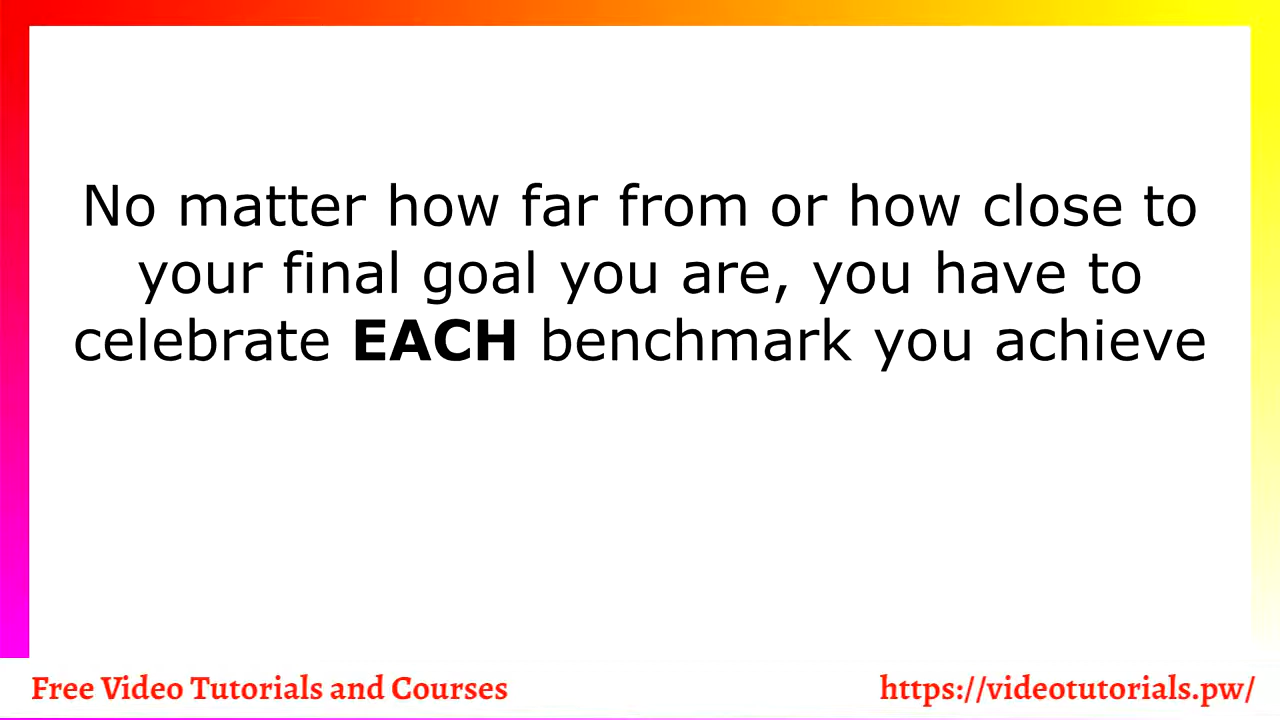 No matter how far from or how close to
your final goal you are, you have to
celebrate EACH benchmark you achieve
Free Video Tutorials and Courses
https://videotutorials.pw/